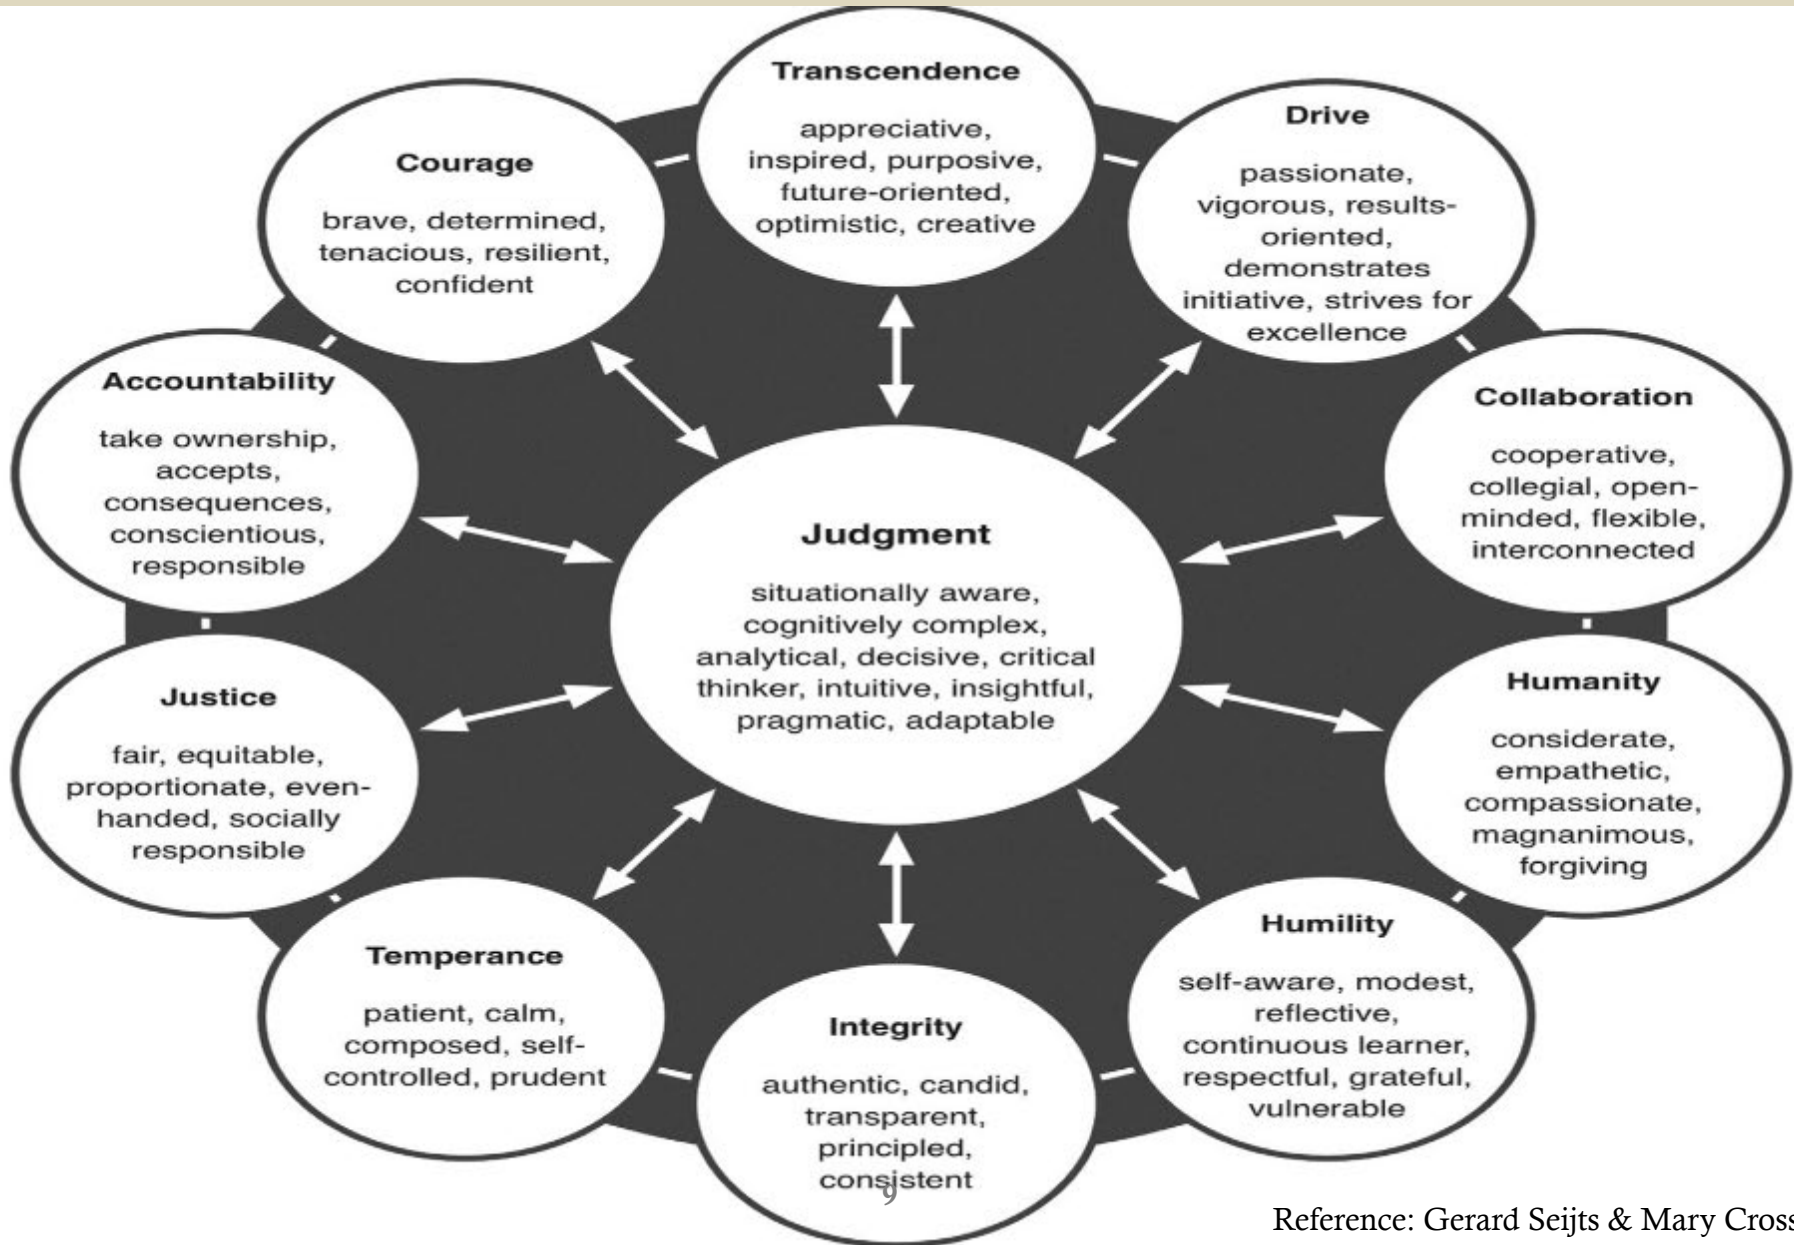 Transcendence
appreciative,
inspired, purposive,
future-oriented,
optimistic, creative
Drive
passionate,
vigorous, results-
oriented,
demonstrates
initiative, strives for
excellence
Courage
brave, determined,
tenacious, resilient,
confident
Collaboration
cooperative,
collegial, open-
minded, flexible,
interconnected
Accountability
take ownership,
accepts,
consequences,
conscientious,
responsible
Judgment
situationally aware,
cognitively complex,
analytical, decisive, critical
thinker, intuitive, insightful,
pragmatic, adaptable
Humanity
considerate,
empathetic,
compassionate,
magnanimous,
forgiving
Justice
fair, equitable,
proportionate, even-
handed, socially
responsible
Humility
self-aware, modest,
reflective,
continuous learner,
respectful, grateful,
vulnerable
Temperance
patient, calm,
composed, self-
controlled, prudent
Integrity
authentic, candid,
transparent,
principled,
consistent
9
Reference: Gerard Seijts & Mary Cross